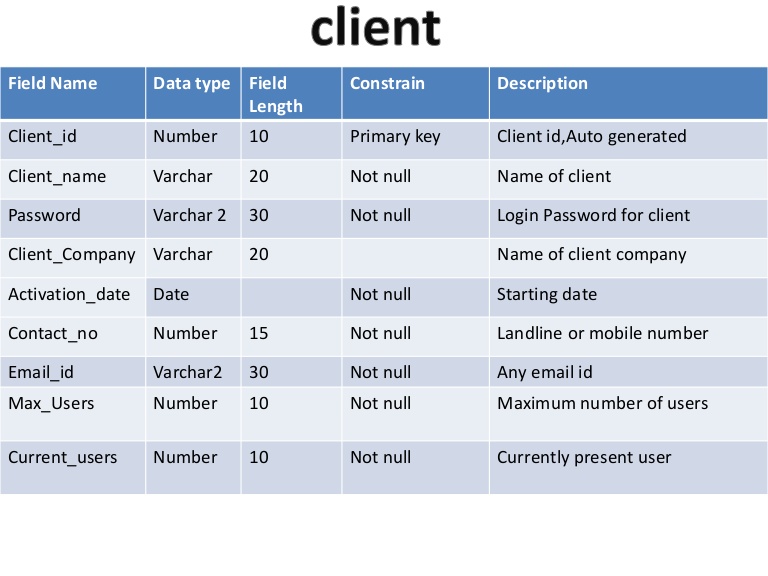 client
Field Name Data type Field Length Constrain Description
Client_id Number 10 Primary key Client id,Auto generated
Client_name Varchar 20 Not null Name of client
Password Varchar 2 30 Not null Login Password for client
Client_Company Varchar 20 Name of client company
Activation_date Date Not null Starting date
Contact_no Number 15 Not null Landline or mobile number
Email_id Varchar2 30 Not null Any email id
Max_Users Number 10 Not null Maximum number of users
Current_users Number 10 Not null Currently present user